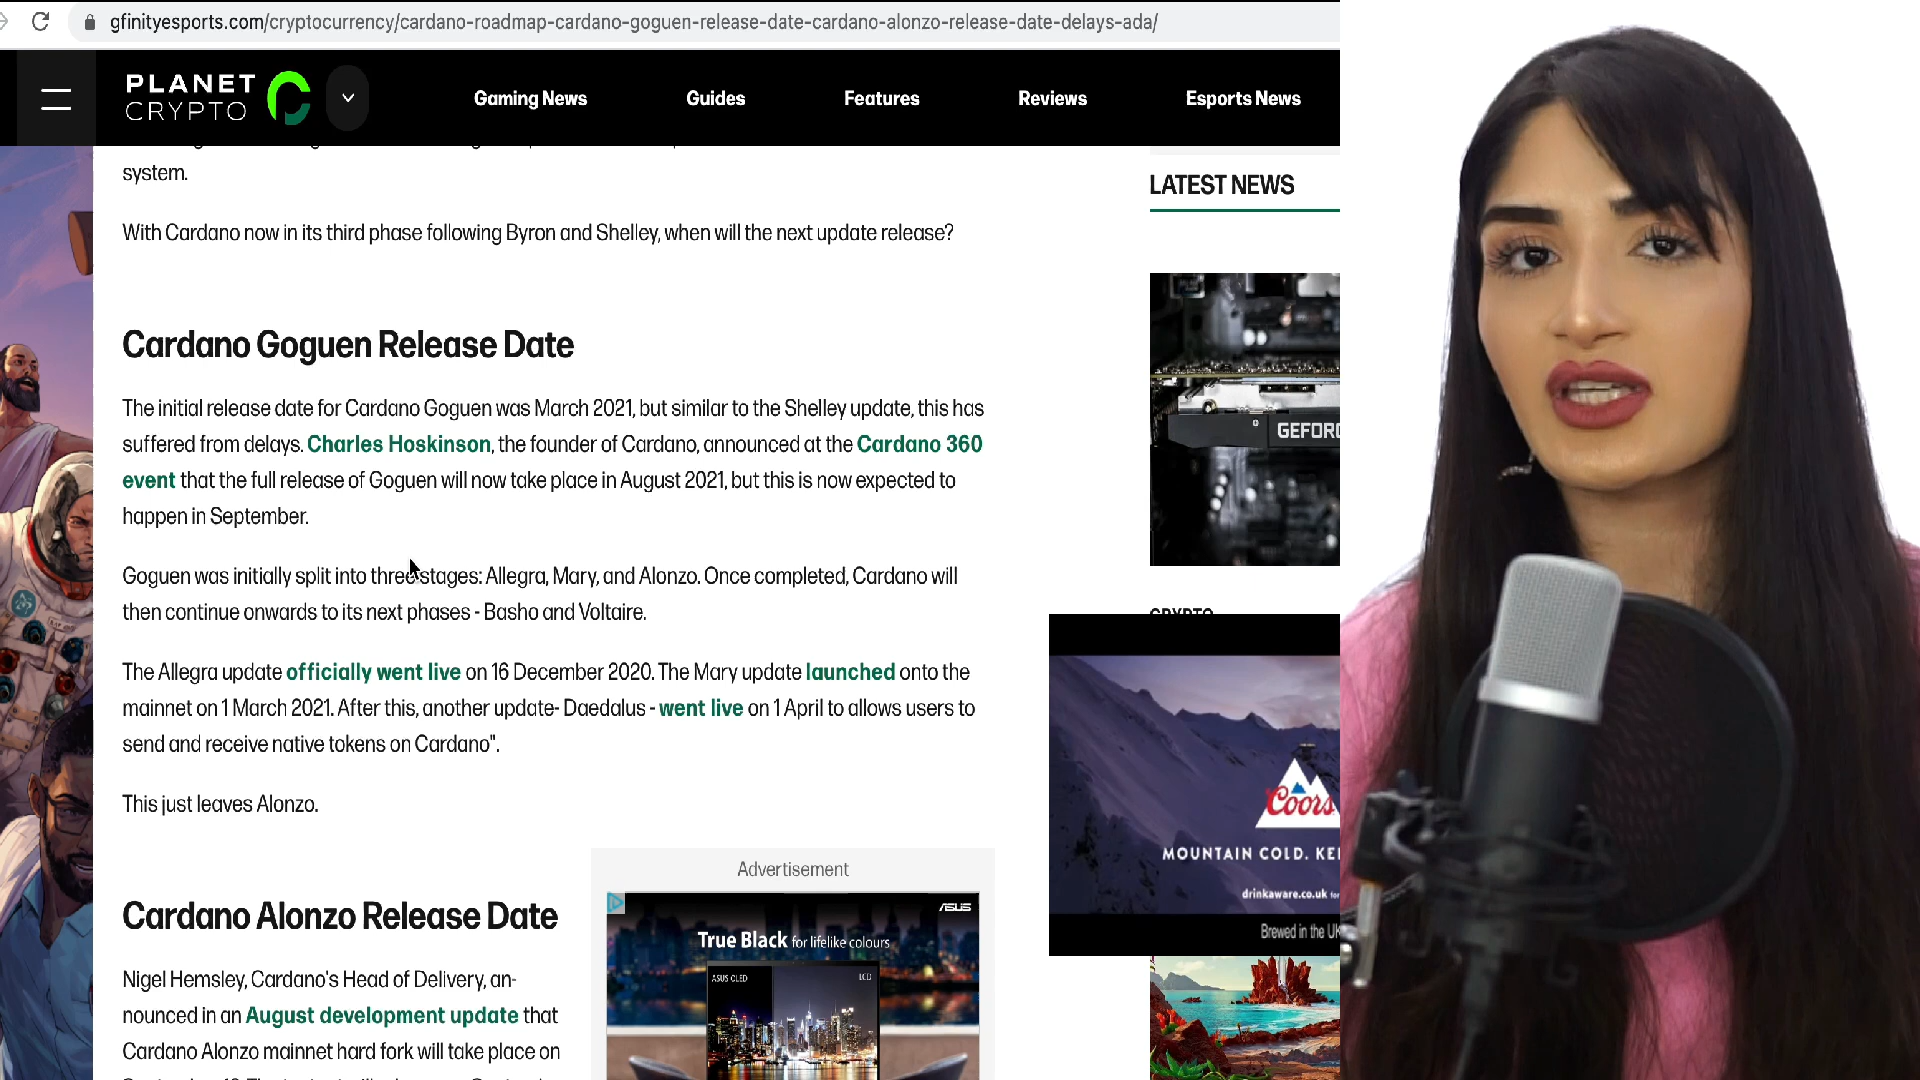 gfinityesports.com/cryptocurrency/cardano-roadmap-cardano-goguen-release-date-cardano-alonzo-release-date-delays-ada/
PLANET
CRYPTO
Gaming News
Guides
Features
Reviews
Esports News
system.
With Cardano now in its third phase following Byron and Shelley, when will the next update release?
Cardano Goguen Release Date
The initial release date for Cardano Goguen was March 2021, but similar to the Shelley update, this has
suffered from delays. Charles Hoskinson, the founder of Cardano, announced at the Cardano 360
event that the full release of Goguen will now take place in August 2021, but this is now expected to
happen in September.
Goguen was initially split into three stages: Allegra, Mary, and Alonzo. Once completed, Cardano will
then continue onwards to its next phases - Basho and Voltaire.
The Allegra update officially went live on 16 December 2020. The Mary update launched onto the
mainnet on 1 March 2021. After this, another update- Daedalus - went live on 1 April to allows users to
send and receive native tokens on Cardano".
This just leaves Alonzo.
Cardano Alonzo Release Date
Nigel Hemsley, Cardano's Head of Delivery, an-
nounced in an August development update that
Cardano Alonzo mainnet hard fork will take place on
Advertisement
ASUS
True Black for lifelike colours
ASUS OLED
LCD
LATEST NEWS
GEFORC
CRYPTO
Coors
MOUNTAIN COLD. KE
drinkaware.co.uk for
Brewed in the UK